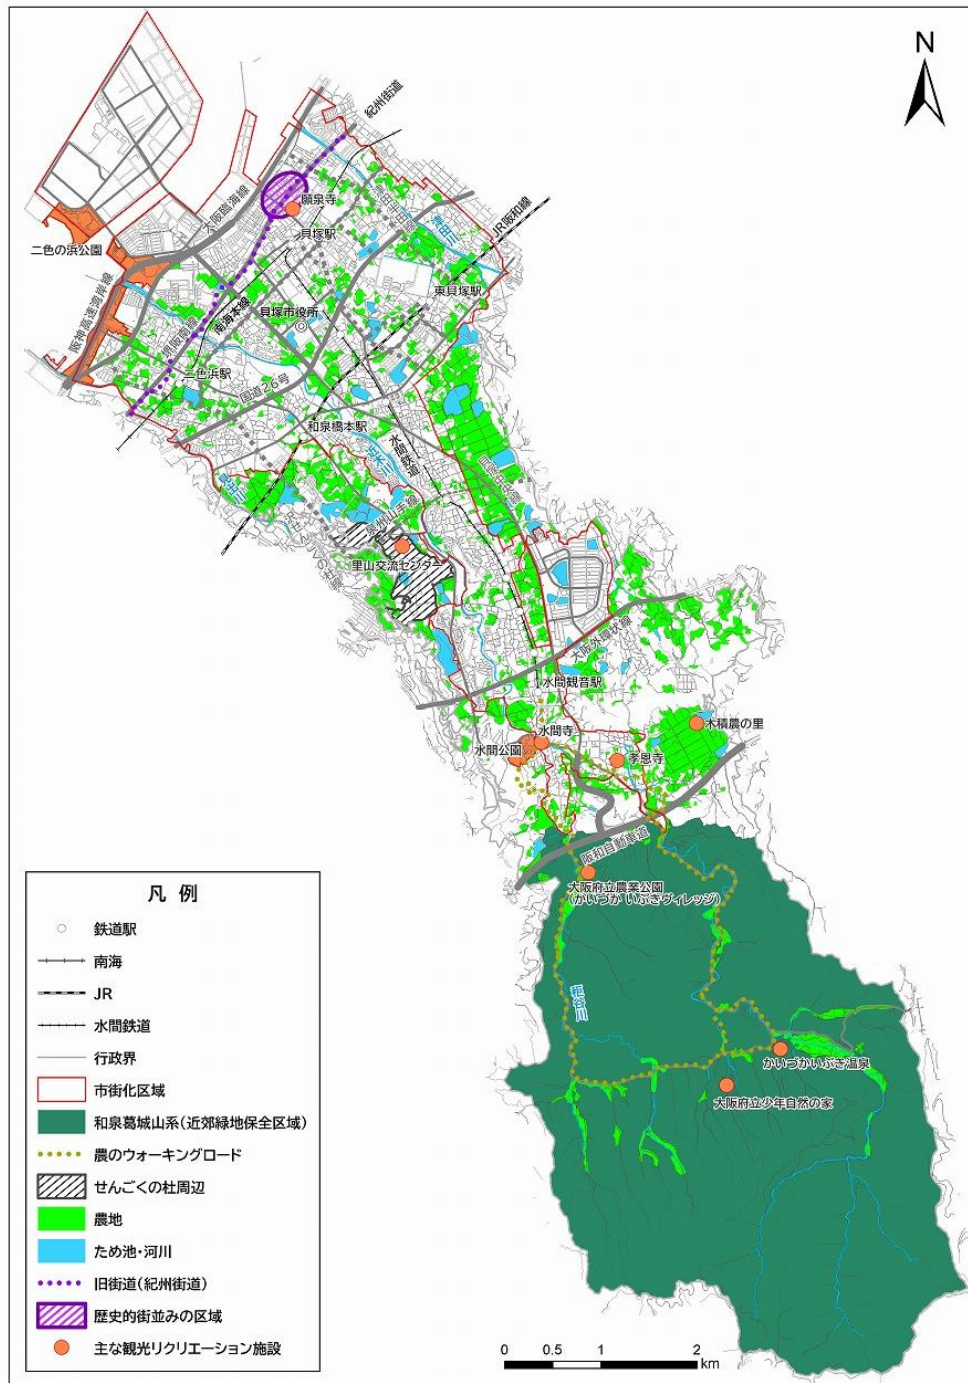 N
紀州街道
願泉寺
大阪臨海線
貝塚駅
津田川
JR阪和線
二色の浜公園
東貝塚駅
阪神高速湾岸線
南海本線
貝塚市役所
堺阪南線
二色浜駅
国道26号
和泉橋本駅
近木川
水間鉄道
見出川
泉州山手線
里山交流センター
大阪外環状線
水間観音駅
木積農の里
水間寺
水間公園
孝恩寺
阪和自動車道
大阪府立農業公園
(かいづか いぶきヴィレッジ)
秬谷川
かいづかいぶき温泉
大阪府立少年自然の家
凡 例
鉄道駅
南海
JR
水間鉄道
行政界
市街化区域
和泉葛城山系(近郊緑地保全区域)
農のウォーキングロード
せんごくの杜周辺
農地
ため池・河川
旧街道(紀州街道)
歴史的街並みの区域
主な観光リクリエーション施設
0 0.5 1 2
km